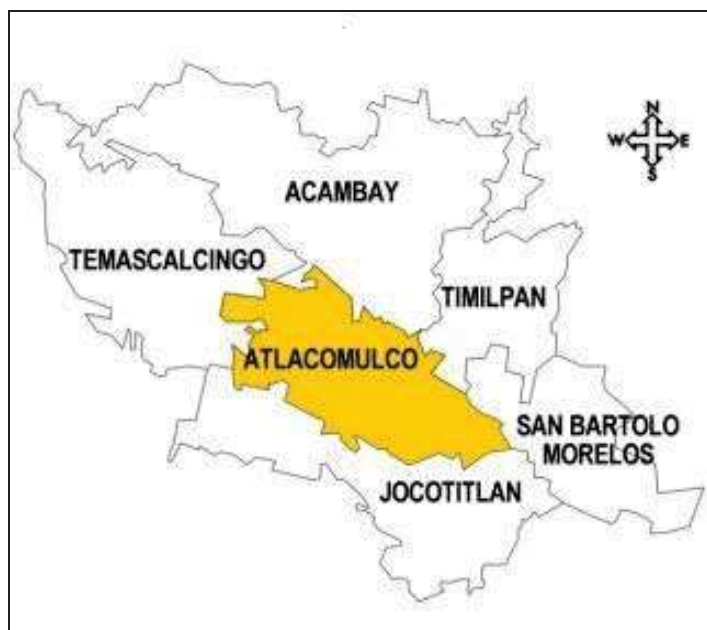 N
W E
S
ACAMBAY
TEMASCALCINGO
TIMILPAN
ATLACOMULCO
SAN BARTOLO
MORELOS
JOCOTITLAN